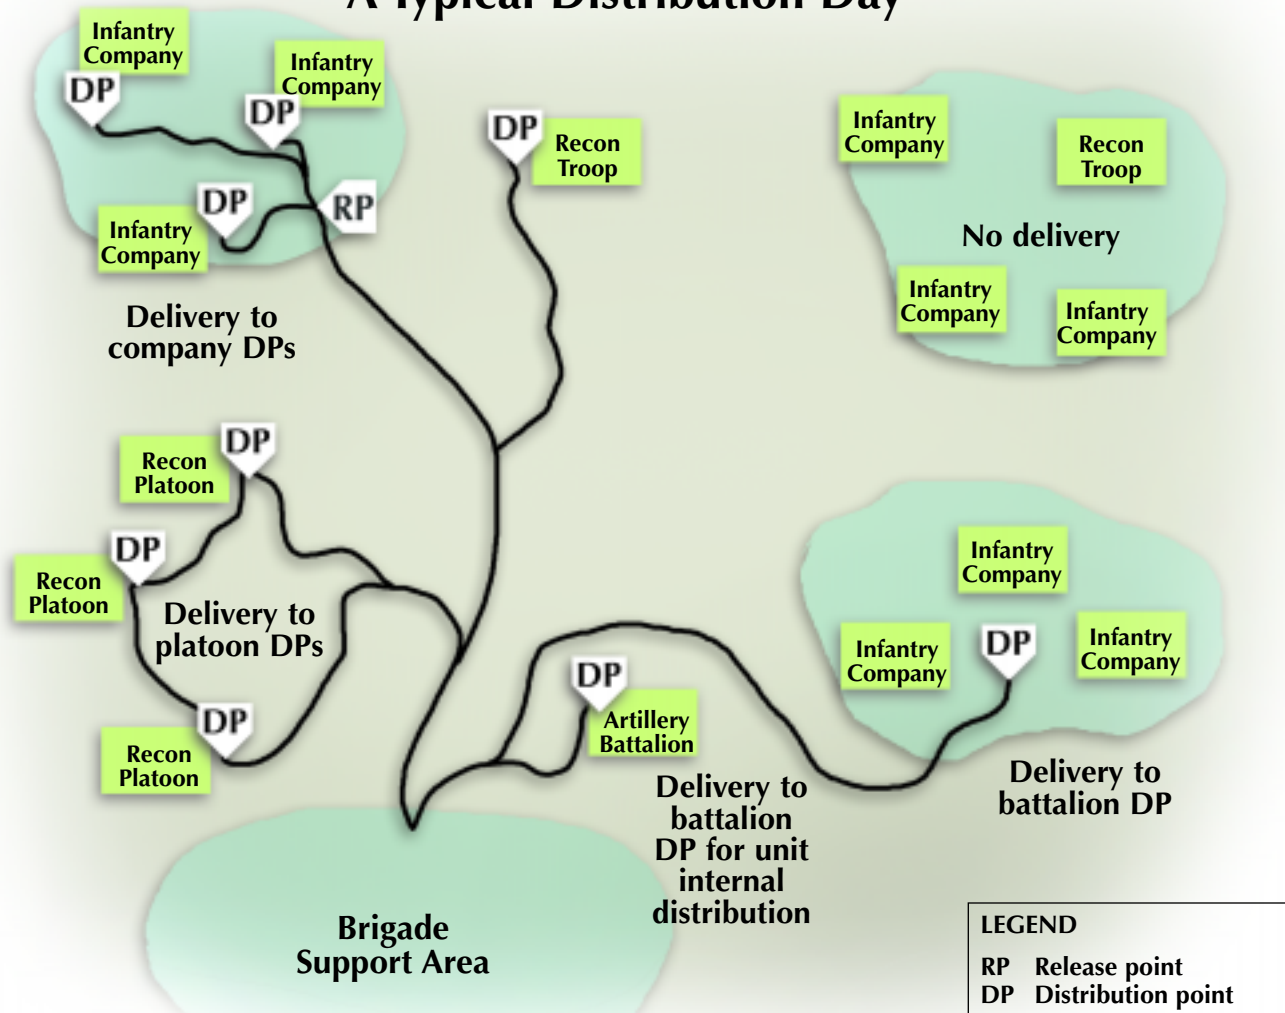 A Typical Distribution Day
Infantry
Company
DP
Infantry
Company
DP
DP
Infantry
Company
RP
Delivery to
company DPs
DP
Recon
Troop
Infantry
Company
Recon
Troop
No delivery
Infantry
Company
Infantry
Company
DP
Recon
Platoon
DP
Recon
Platoon
Delivery to
platoon DPs
DP
Recon
Platoon
DP
Artillery
Battalion
Delivery to
battalion
DP for unit
internal
distribution
Infantry
Company
Infantry
Company
DP
Infantry
Company
Delivery to
battalion DP
Brigade
Support Area
LEGEND
RP Release point
DP Distribution point